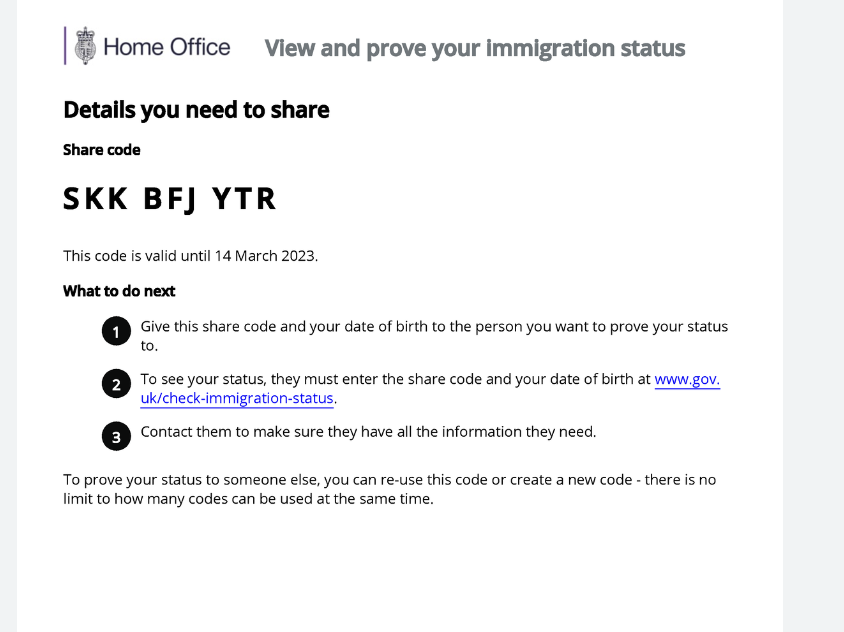 Home Office View and prove your immigration status
Details you need to share
Share code
SKK BFJ YTR
This code is valid until 14 March 2023.
What to do next
1 Give this share code and your date of birth to the person you want to prove your status
to.
2 To see your status, they must enter the share code and your date of birth at www.gov.
uk/check-immigration-status.
3 Contact them to make sure they have all the information they need.
To prove your status to someone else, you can re-use this code or create a new code - there is no
limit to how many codes can be used at the same time.